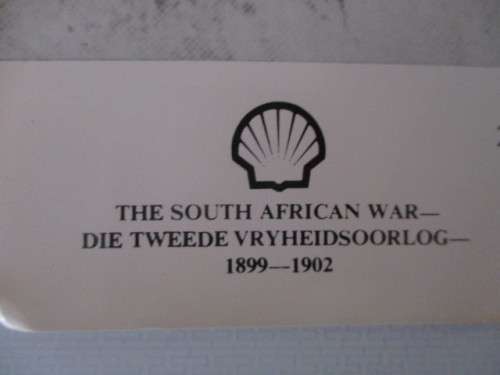 THE SOUTH AFRICAN WAR—
DIE TWEEDE VRYHEIDSOORLOG—
1899—1902